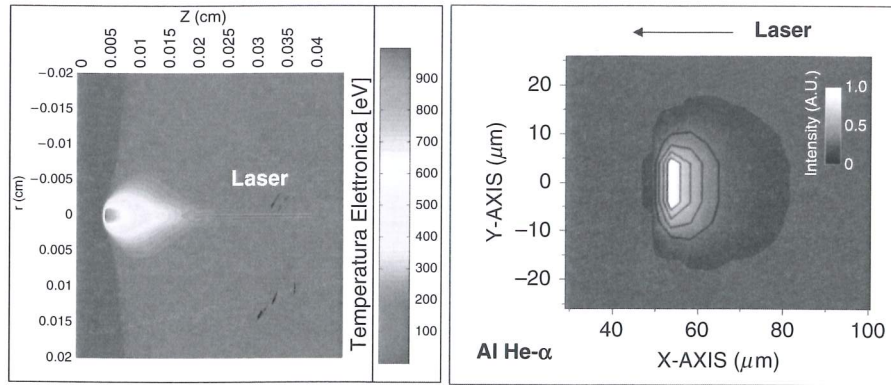 Z (cm)
0 0.005 0.01 0.015 0.02 0.025 0.03 0.035 0.04
r (cm)
−0.02
−0.015
−0.01
−0.005
0
0.005
0.01
0.015
0.02
Laser
Temperatura Elettronica [eV]
900
800
700
600
500
400
300
200
100
Laser
Intensity (A.U.)
1.0
0.5
0
Y-AXIS (µm)
20
10
0
−10
−20
40 60 80 100
Al He-α
X-AXIS (µm)